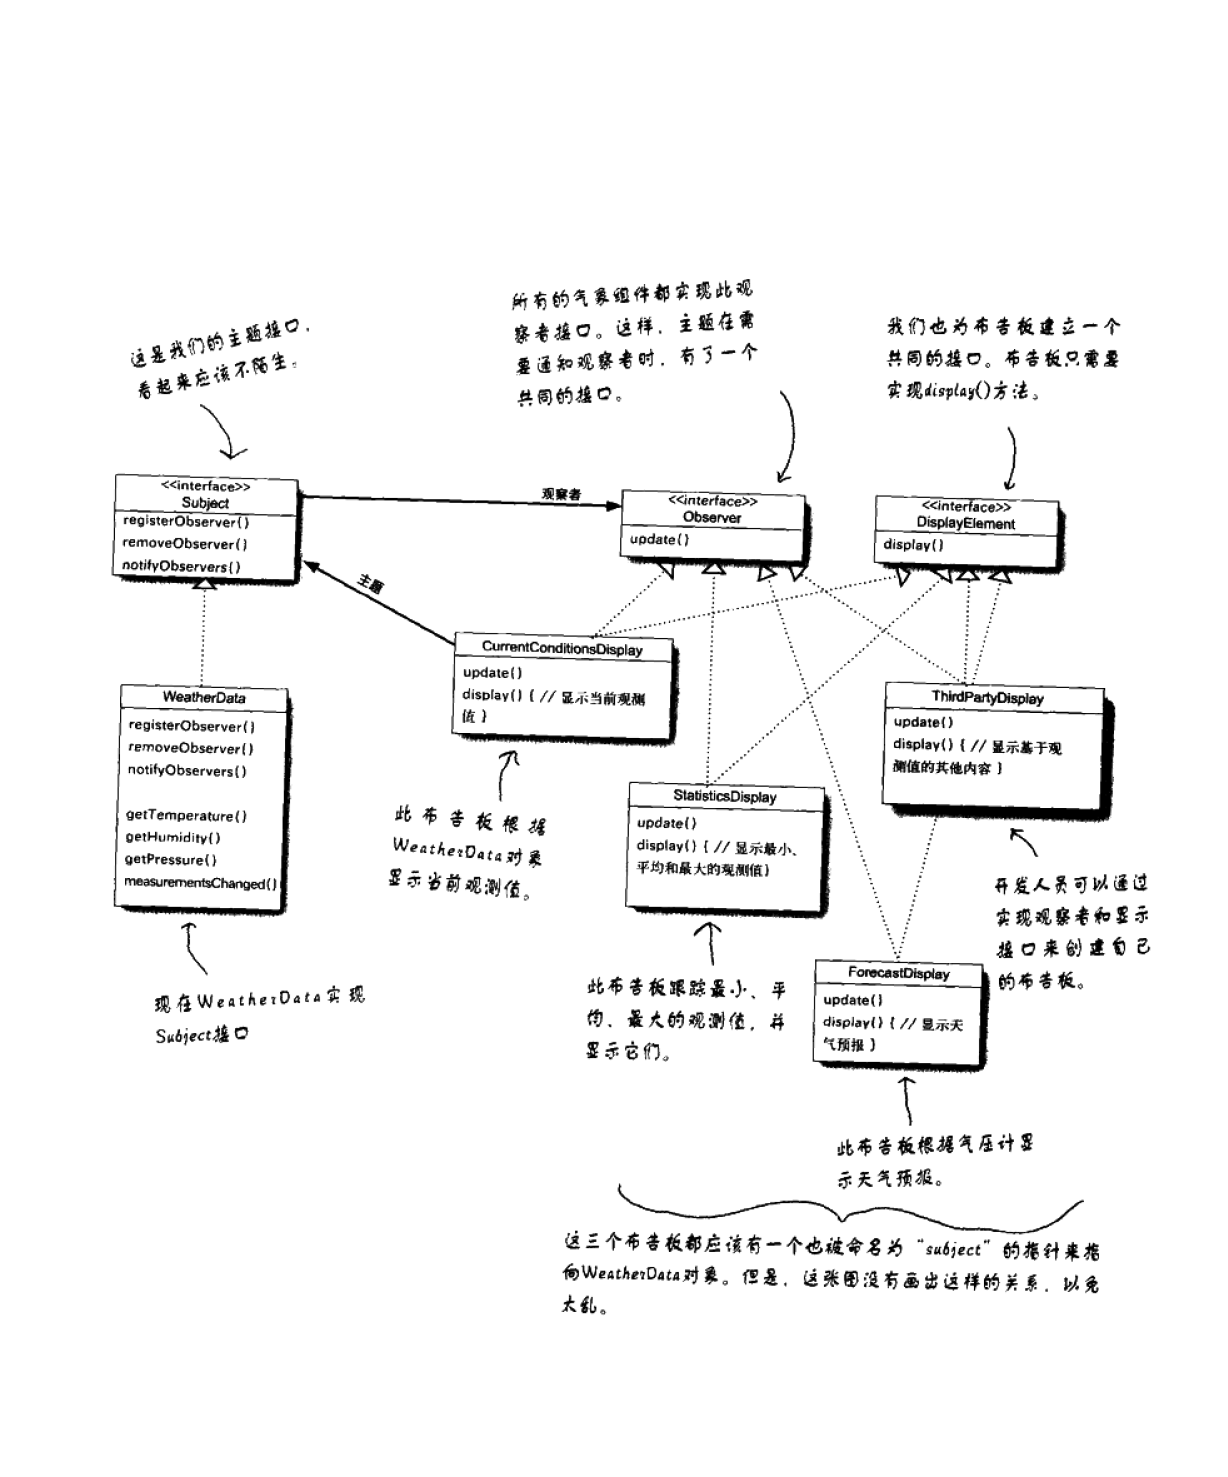 这是我们的主题接口，
看起来应该不陌生。
所有的气象组件都实现此观
察者接口。这样，主题在需
要通知观察者时，有了一个
共同的接口。
我们也为布告板建立一个
共同的接口。布告板只需要
实现display()方法。
<<interface>>
Subject
registerObserver()
removeObserver()
notifyObservers()
观察者
<<interface>>
Observer
update()
<<interface>>
DisplayElement
display()
主题
CurrentConditionsDisplay
update()
display() { // 显示当前观测
值 }
WeatherData
registerObserver()
removeObserver()
notifyObservers()
getTemperature()
getHumidity()
getPressure()
measurementsChanged()
ThirdPartyDisplay
update()
display() { // 显示基于观
测值的其他内容 }
StatisticsDisplay
update()
display() { // 显示最小、
平均和最大的观测值}
此布告板根据
WeatherData对象
显示当前观测值。
开发人员可以通过
实现观察者和显示
接口来创建自己
的布告板。
ForecastDisplay
update()
display() { // 显示天
气预报 }
现在WeatherData实现
Subject接口
此布告板跟踪最小、平
均、最大的观测值，并
显示它们。
此布告板根据气压计显
示天气预报。
这三个布告板都应该有一个也被命名为“subject”的指针来指
向WeatherData对象。但是，这张图没有画出这样的关系，以免
太乱。